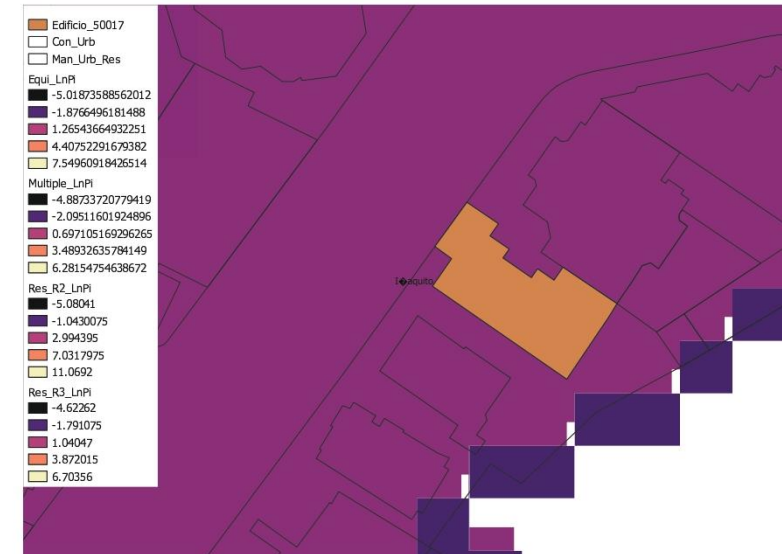 Edificio_50017
Con_Urb
Man_Urb_Res
Equi_LnPi
-5.01873588562012
-1.8766496181488
1.26543664932251
4.40752291679382
7.54960918426514
Multiple_LnPi
-4.88733720779419
-2.09511601924896
0.697105169296265
3.48932635784149
6.28154754638672
Res_R2_LnPi
-5.08041
-1.0430075
2.994395
7.0317975
11.0692
Res_R3_LnPi
-4.62262
-1.791075
1.04047
3.872015
6.70356